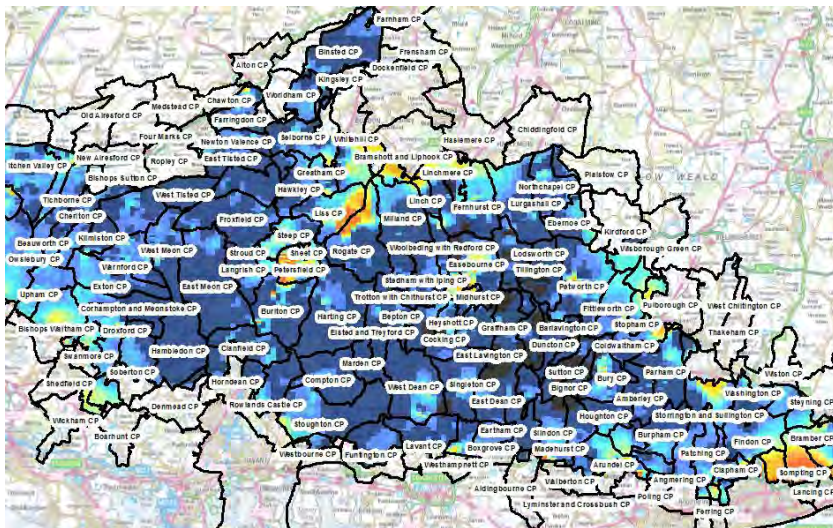 Farnham CP
Binsted CP
Frensham CP
Alton CP
Dockenfield CP
Kingsley CP
Chawton CP
Worldham CP
Medstead CP
Old Alresford CP
Farringdon CP
Chiddingfold CP
Four Marks CP
Newton Valence CP
Selborne CP
Whitehill CP
Haslemere CP
Itchen Valley CP
New Alresford CP
Ropley CP
East Tisted CP
Bramshott and Liphook CP
Bishops Sutton CP
Greatham CP
Linchmere CP
Plaistow CP
LOW WEALD
Tichborne CP
West Tisted CP
Hawkley CP
Northchapel CP
Linch CP
Fernhurst CP
Lurgashall CP
Cheriton CP
Froxfield CP
Liss CP
Milland CP
Ebernoe CP
Kirdford CP
Beauworth CP
Kilmiston CP
Steep CP
Woolbeding with Redford CP
Wisborough Green CP
Owslebury CP
West Meon CP
Stroud CP
Sheet CP
Rogate CP
Lodsworth CP
Warnford CP
Langrish CP
Petersfield CP
Easebourne CP
Tillington CP
Stedham with Iping CP
Upham CP
Exton CP
East Meon CP
Petworth CP
Trotton with Chithurst CP
Midhurst CP
Pulborough CP
West Chiltington CP
Corhampton and Meonstoke CP
Buriton CP
Harting CP
Bepton CP
Heyshott CP
Fittleworth CP
Bishops Waltham CP
Droxford CP
Elsted and Treyford CP
Graffham CP
Barlavington CP
Stopham CP
Thakeham CP
Cocking CP
Duncton CP
Coldwaltham CP
Swanmore CP
Hambledon CP
Clanfield CP
East Lavington CP
Marden CP
Soberton CP
Sutton CP
Parham CP
Wiston CP
Shedfield CP
Horndean CP
Compton CP
West Dean CP
Singleton CP
Bignor CP
Bury CP
Washington CP
Denmead CP
Rowlands Castle CP
East Dean CP
Amberley CP
Steyning CP
Wickham CP
Stoughton CP
Houghton CP
Storrington and Sullington CP
Boarhunt CP
Eartham CP
Slindon CP
Burpham CP
Findon CP
Bramber CP
Lavant CP
Boxgrove CP
Madehurst CP
Patching CP
Westbourne CP
Funtington CP
Westhampnett CP
Arundel CP
Clapham CP
Sompting CP
Walberton CP
Angmering CP
Aldingbourne CP
Poling CP
Lancing CP
Lyminster and Crossbush CP
Ferring CP